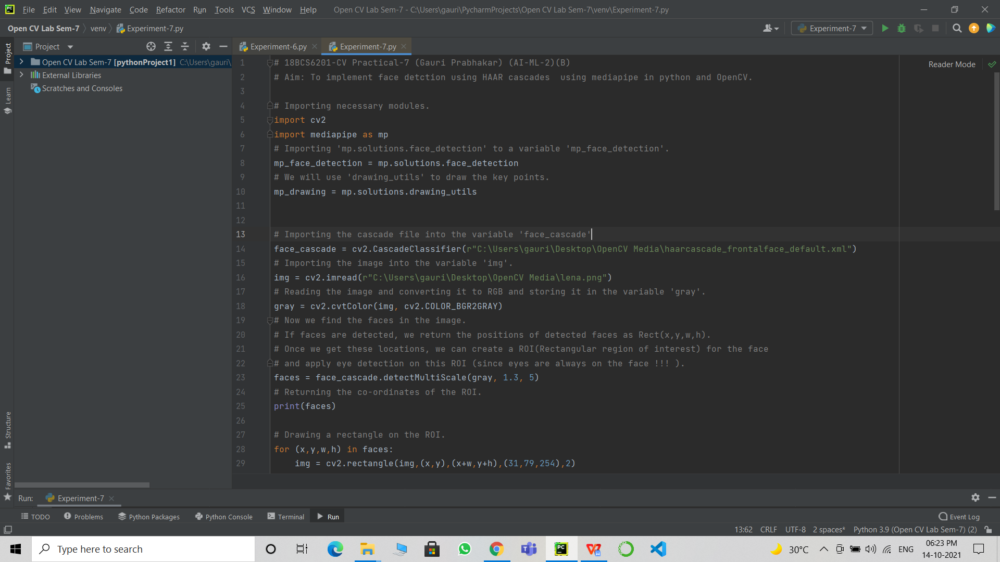 File Edit View Navigate Code Refactor Run Tools VCS Window Help Open CV Lab Sem-7 - C:\Users\gauri\PycharmProjects\Open CV Lab Sem-7\venv\Experiment-7.py
Open CV Lab Sem-7 venv Experiment-7.py Experiment-7
Project Experiment-6.py Experiment-7.py
Project
Learn
Structure
Favorites
Open CV Lab Sem-7 [pythonProject1] C:\Users\gauri\
External Libraries
Scratches and Consoles
Reader Mode
1 # 18BCS6201-CV Practical-7 (Gauri Prabhakar) (AI-ML-2)(B)
2 # Aim: To implement face detction using HAAR cascades  using mediapipe in python and OpenCV.
3
4 # Importing necessary modules.
5 import cv2
6 import mediapipe as mp
7 # Importing 'mp.solutions.face_detection' to a variable 'mp_face_detection'.
8 mp_face_detection = mp.solutions.face_detection
9 # We will use 'drawing_utils' to draw the key points.
10 mp_drawing = mp.solutions.drawing_utils
11
12
13 # Importing the cascade file into the variable 'face_cascade'
14 face_cascade = cv2.CascadeClassifier(r"C:\Users\gauri\Desktop\OpenCV Media\haarcascade_frontalface_default.xml")
15 # Importing the image into the variable 'img'.
16 img = cv2.imread(r"C:\Users\gauri\Desktop\OpenCV Media\lena.png")
17 # Reading the image and converting it to RGB and storing it in the variable 'gray'.
18 gray = cv2.cvtColor(img, cv2.COLOR_BGR2GRAY)
19 # Now we find the faces in the image.
20 # If faces are detected, we return the positions of detected faces as Rect(x,y,w,h).
21 # Once we get these locations, we can create a ROI(Rectangular region of interest) for the face
22 # and apply eye detection on this ROI (since eyes are always on the face !!! ).
23 faces = face_cascade.detectMultiScale(gray, 1.3, 5)
24 # Returning the co-ordinates of the ROI.
25 print(faces)
26
27 # Drawing a rectangle on the ROI.
28 for (x,y,w,h) in faces:
29     img = cv2.rectangle(img,(x,y),(x+w,y+h),(31,79,254),2)
Run: Experiment-7
TODO Problems Python Packages Python Console Terminal Run Event Log
13:62 CRLF UTF-8 2 spaces* Python 3.9 (Open CV Lab Sem-7) (2)
Type here to search 30°C ENG 06:23 PM
14-10-2021